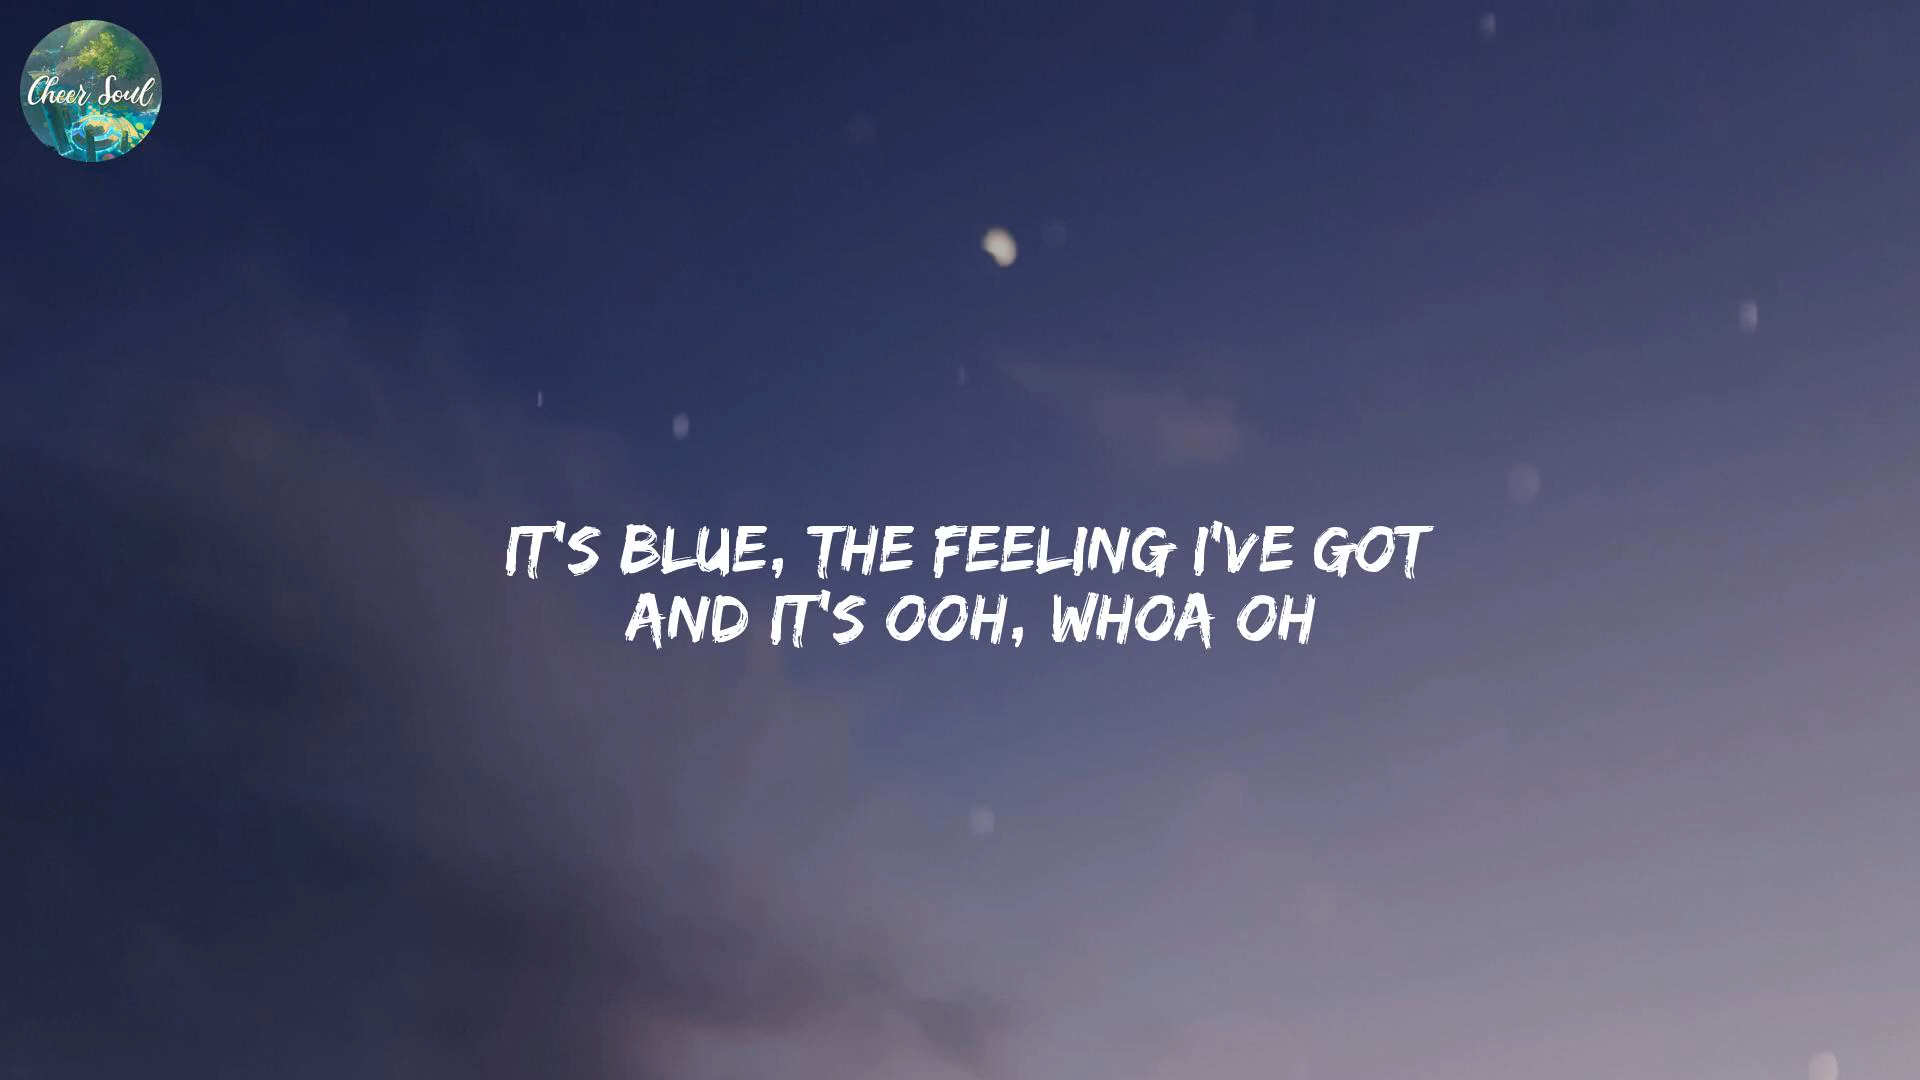 Cheer Soul
IT'S BLUE, THE FEELING I'VE GOT
AND IT'S OOH, WHOA OH